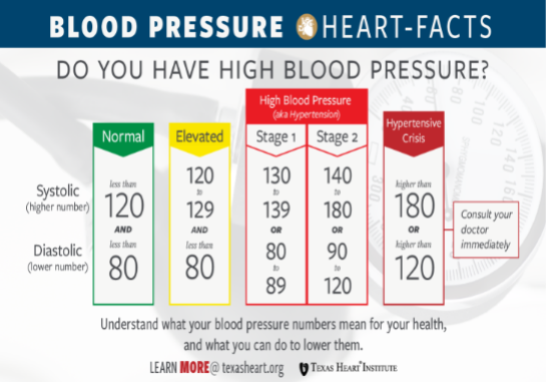 BLOOD PRESSURE HEART-FACTS
DO YOU HAVE HIGH BLOOD PRESSURE?
High Blood Pressure
(aka Hypertension)
Normal
Elevated
Stage 1
Stage 2
Hypertensive
Crisis
Systolic
(higher number)
less than
120
AND
Diastolic
(lower number)
less than
80
120
to
129
AND
less than
80
130
to
139
OR
80
to
89
140
to
180
OR
90
to
120
higher than
180
OR
higher than
120
Consult your
doctor
immediately
Understand what your blood pressure numbers mean for your health,
and what you can do to lower them.
LEARN MORE@ texasheart.org TEXAS HEART INSTITUTE